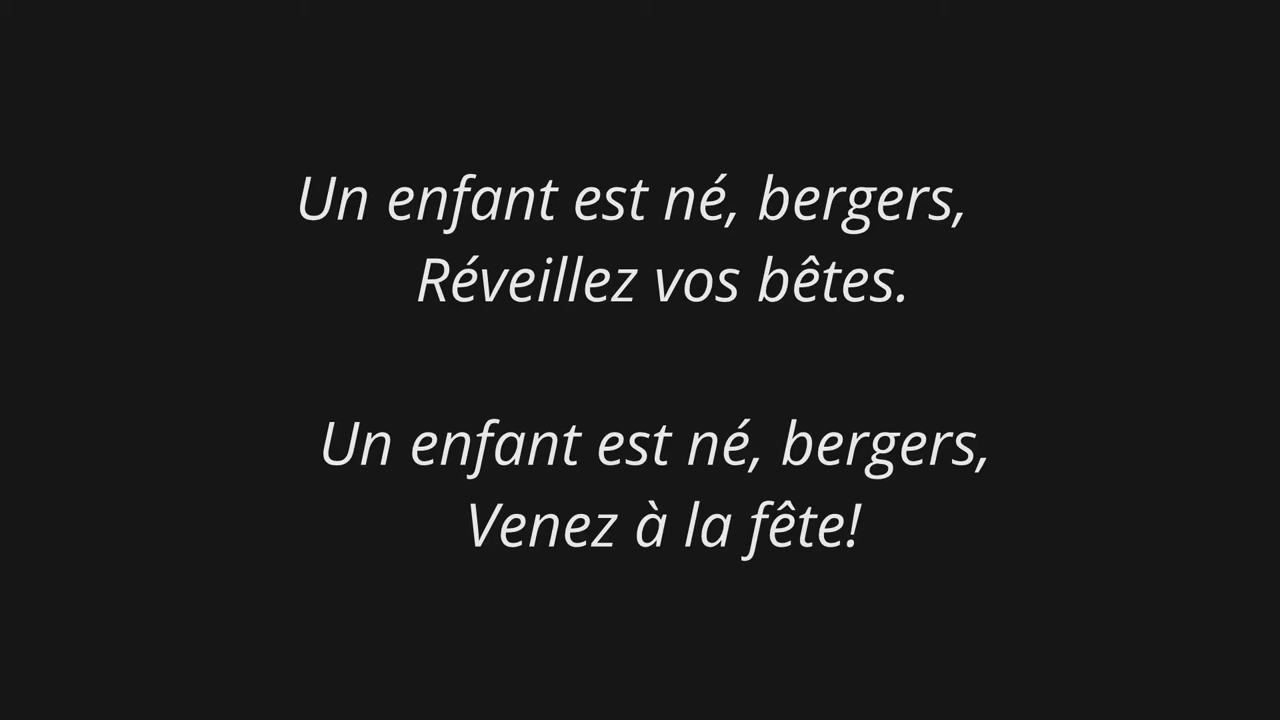 Un enfant est né, bergers,
Réveillez vos bêtes.
Un enfant est né, bergers,
Venez à la fête!